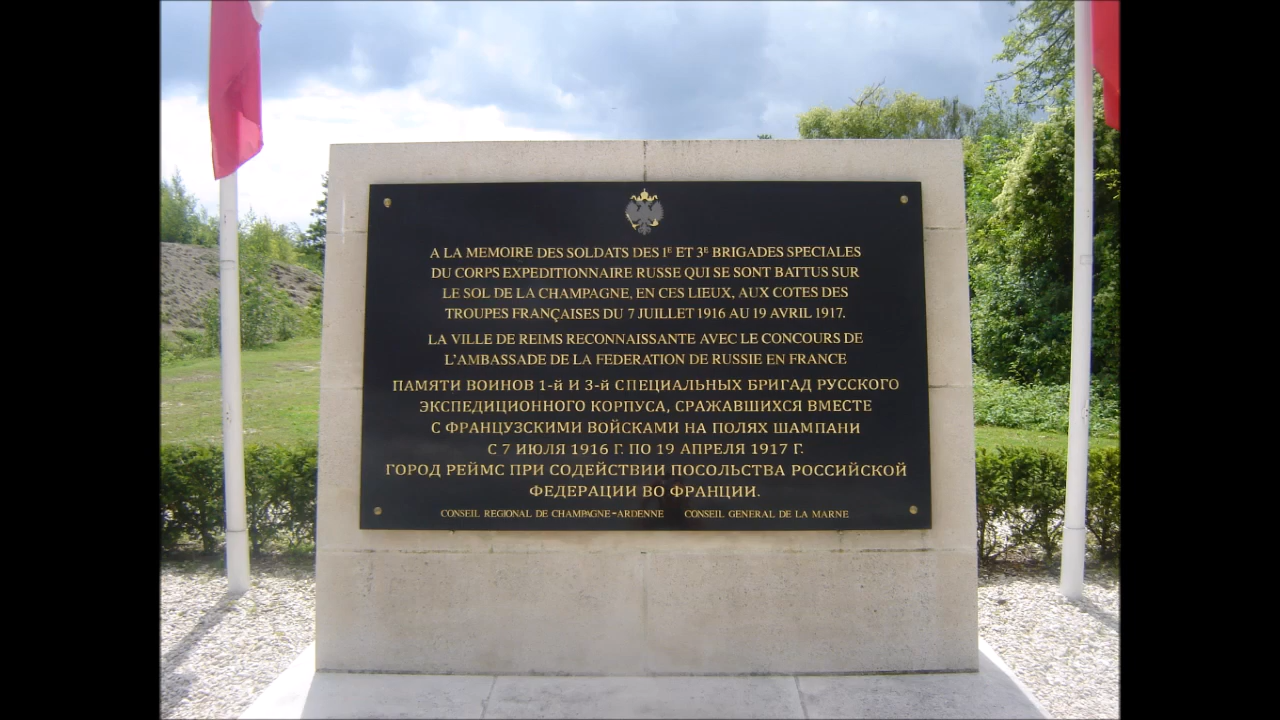 A LA MEMOIRE DES SOLDATS DES 1ᴱ ET 3ᴱ BRIGADES SPECIALES
DU CORPS EXPEDITIONNAIRE RUSSE QUI SE SONT BATTUS SUR
LE SOL DE LA CHAMPAGNE, EN CES LIEUX, AUX COTES DES
TROUPES FRANÇAISES DU 7 JUILLET 1916 AU 19 AVRIL 1917.
LA VILLE DE REIMS RECONNAISSANTE AVEC LE CONCOURS DE
L'AMBASSADE DE LA FEDERATION DE RUSSIE EN FRANCE
ПАМЯТИ ВОИНОВ 1-й И 3-й СПЕЦИАЛЬНЫХ БРИГАД РУССКОГО
ЭКСПЕДИЦИОННОГО КОРПУСА, СРАЖАВШИХСЯ ВМЕСТЕ
С ФРАНЦУЗСКИМИ ВОЙСКАМИ НА ПОЛЯХ ШАМПАНИ
С 7 ИЮЛЯ 1916 Г. ПО 19 АПРЕЛЯ 1917 Г.
ГОРОД РЕЙМС ПРИ СОДЕЙСТВИИ ПОСОЛЬСТВА РОССИЙСКОЙ
ФЕДЕРАЦИИ ВО ФРАНЦИИ.
CONSEIL REGIONAL DE CHAMPAGNE-ARDENNE CONSEIL GENERAL DE LA MARNE